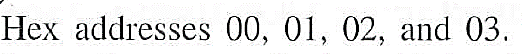 Hex addresses 00, 01, 02, and 03.